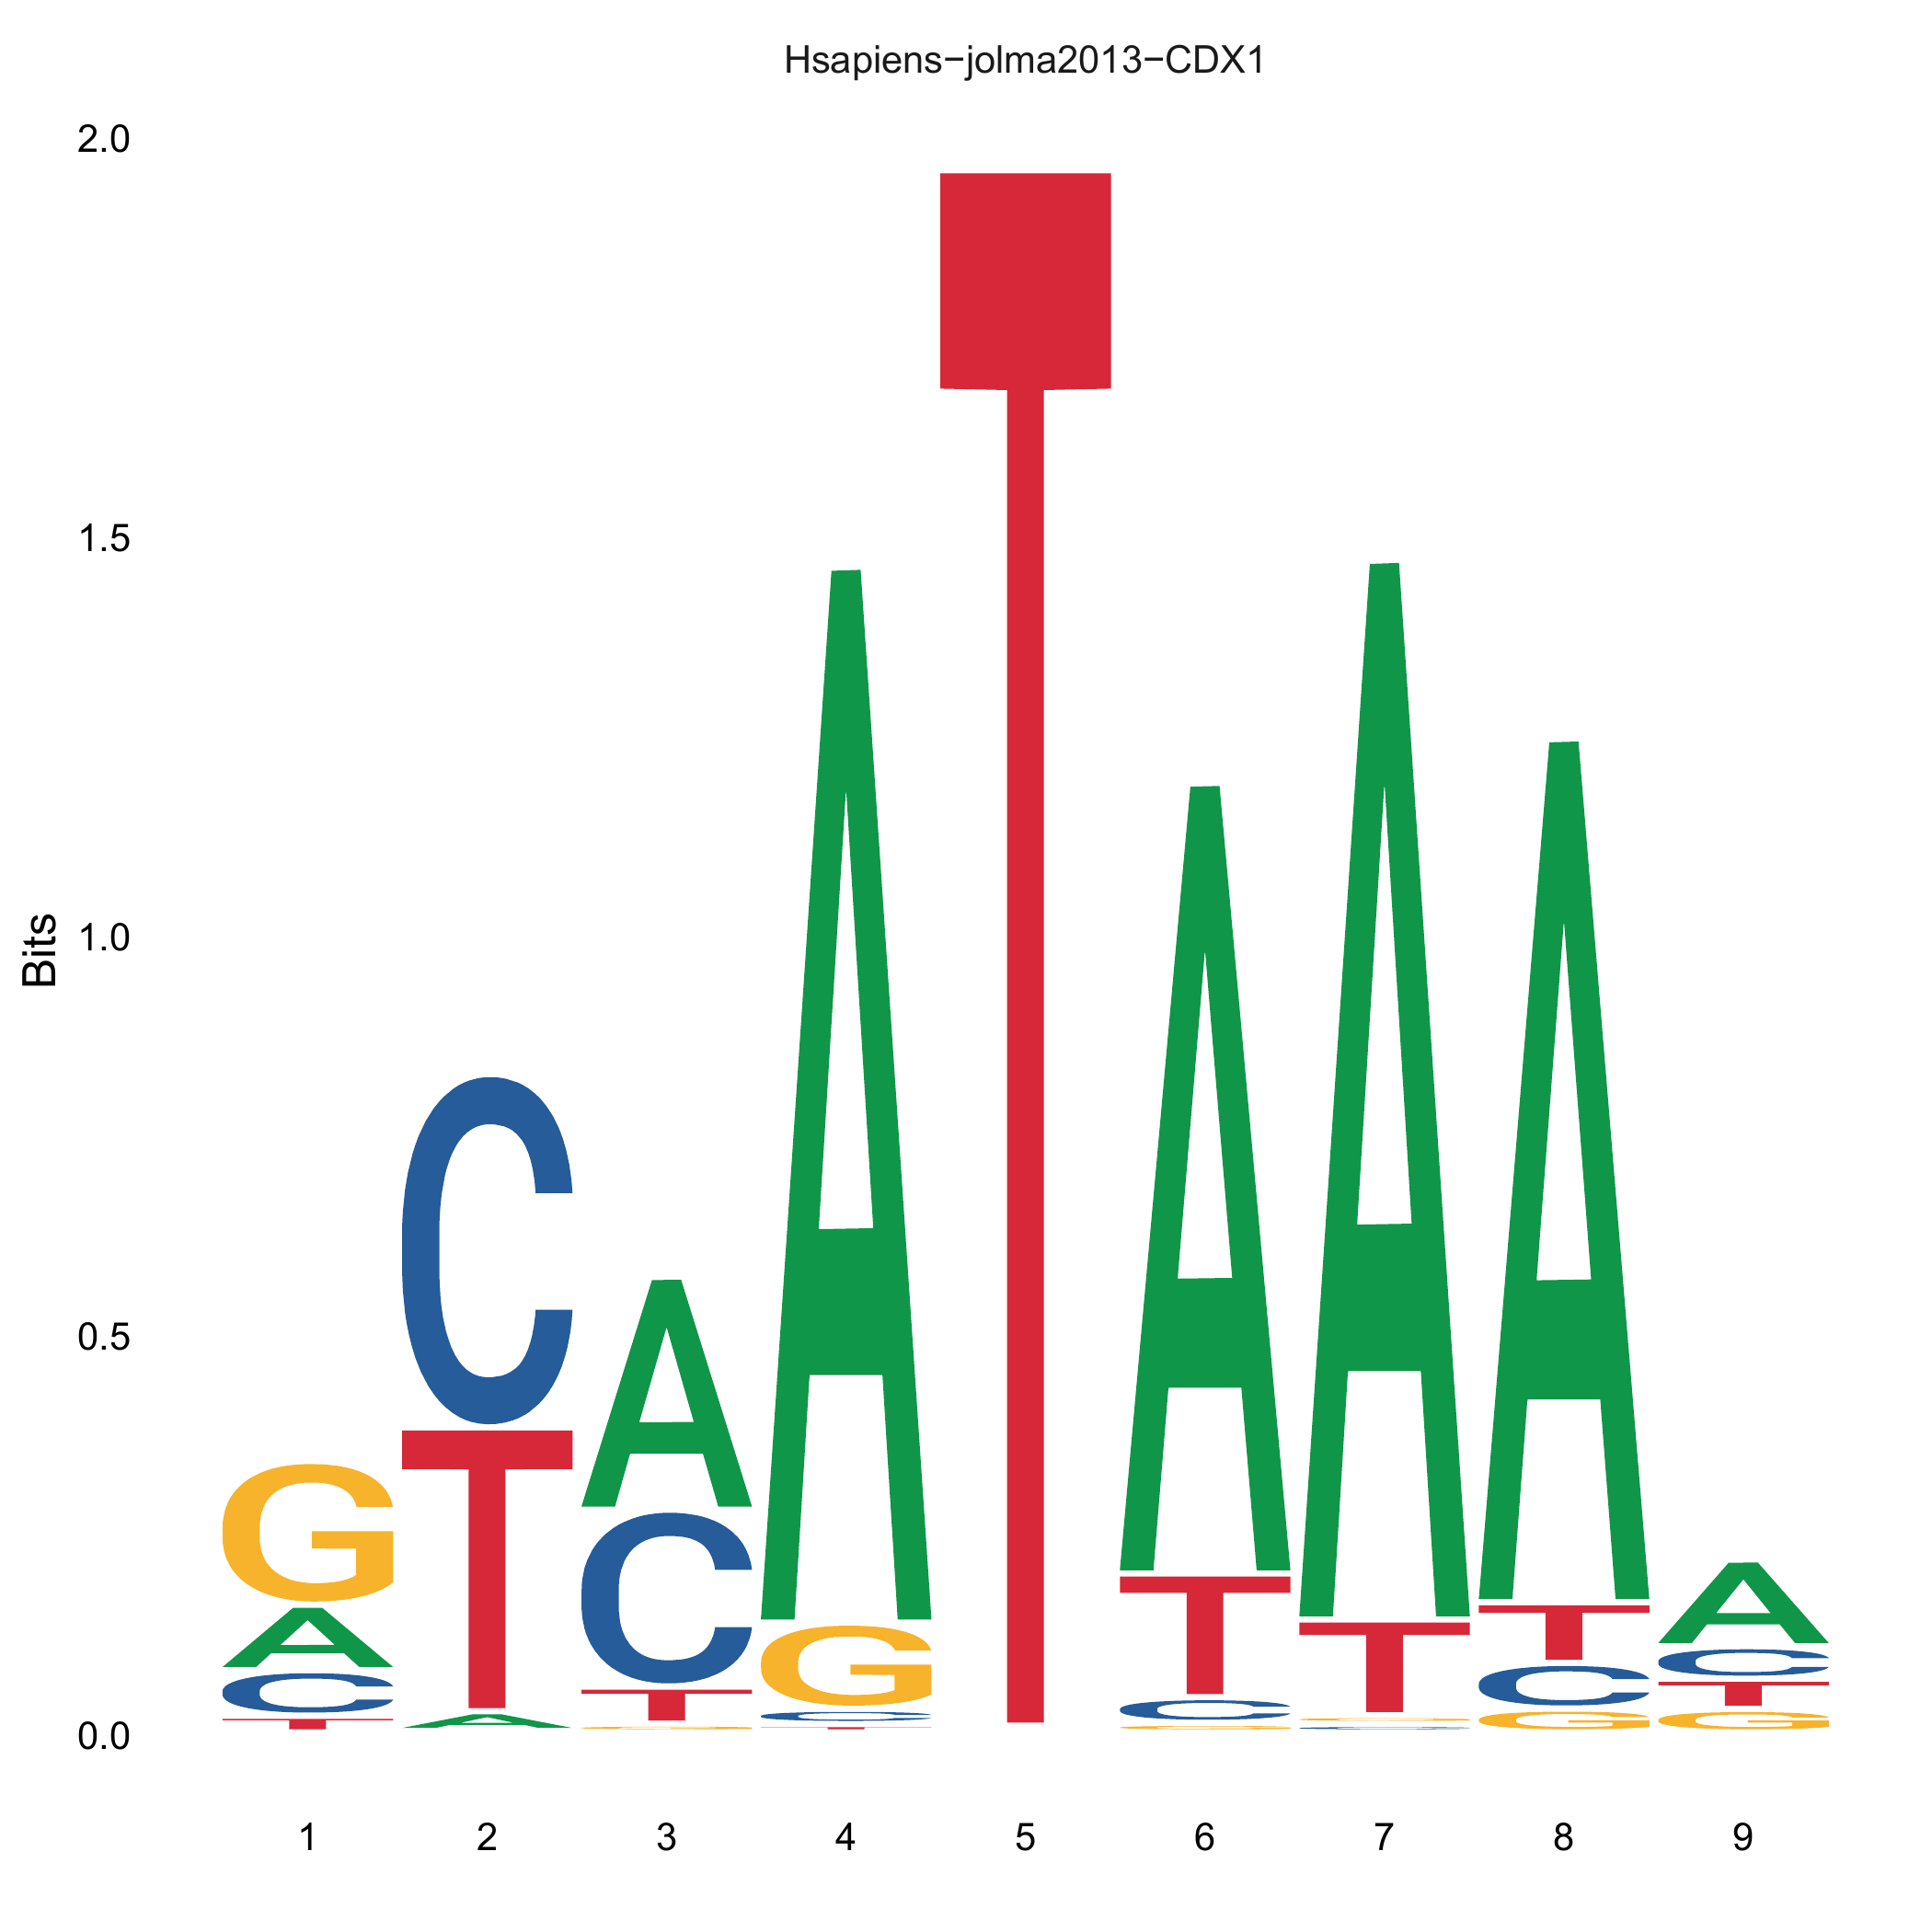 Hsapiens−jolma2013−CDX1
2.0
1.5
1.0
0.5
0.0
Bits
G C A A T A A A A
A T C G T T T C
C A T C C G C T
T G T G C G G
1 2 3 4 5 6 7 8 9